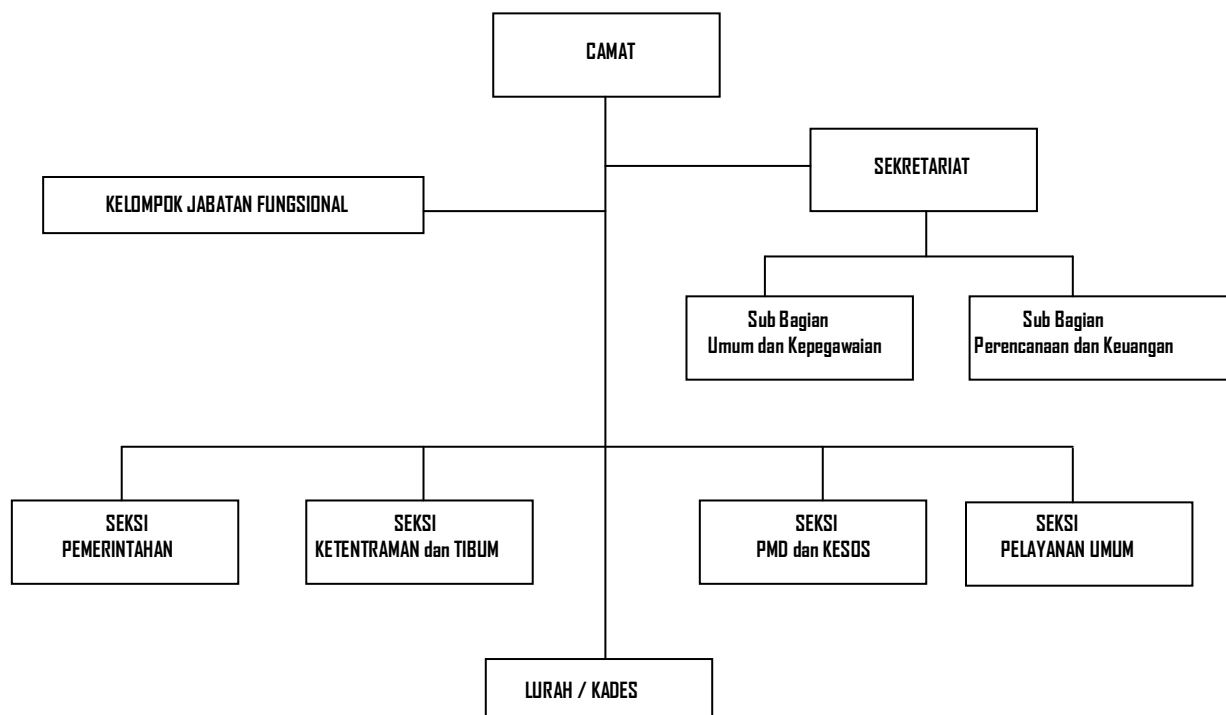 CAMAT
SEKRETARIAT
KELOMPOK JABATAN FUNGSIONAL
Sub Bagian
Umum dan Kepegawaian
Sub Bagian
Perencanaan dan Keuangan
SEKSI
PEMERINTAHAN
SEKSI
KETENTRAMAN dan TIBUM
SEKSI
PMD dan KESOS
SEKSI
PELAYANAN UMUM
LURAH / KADES